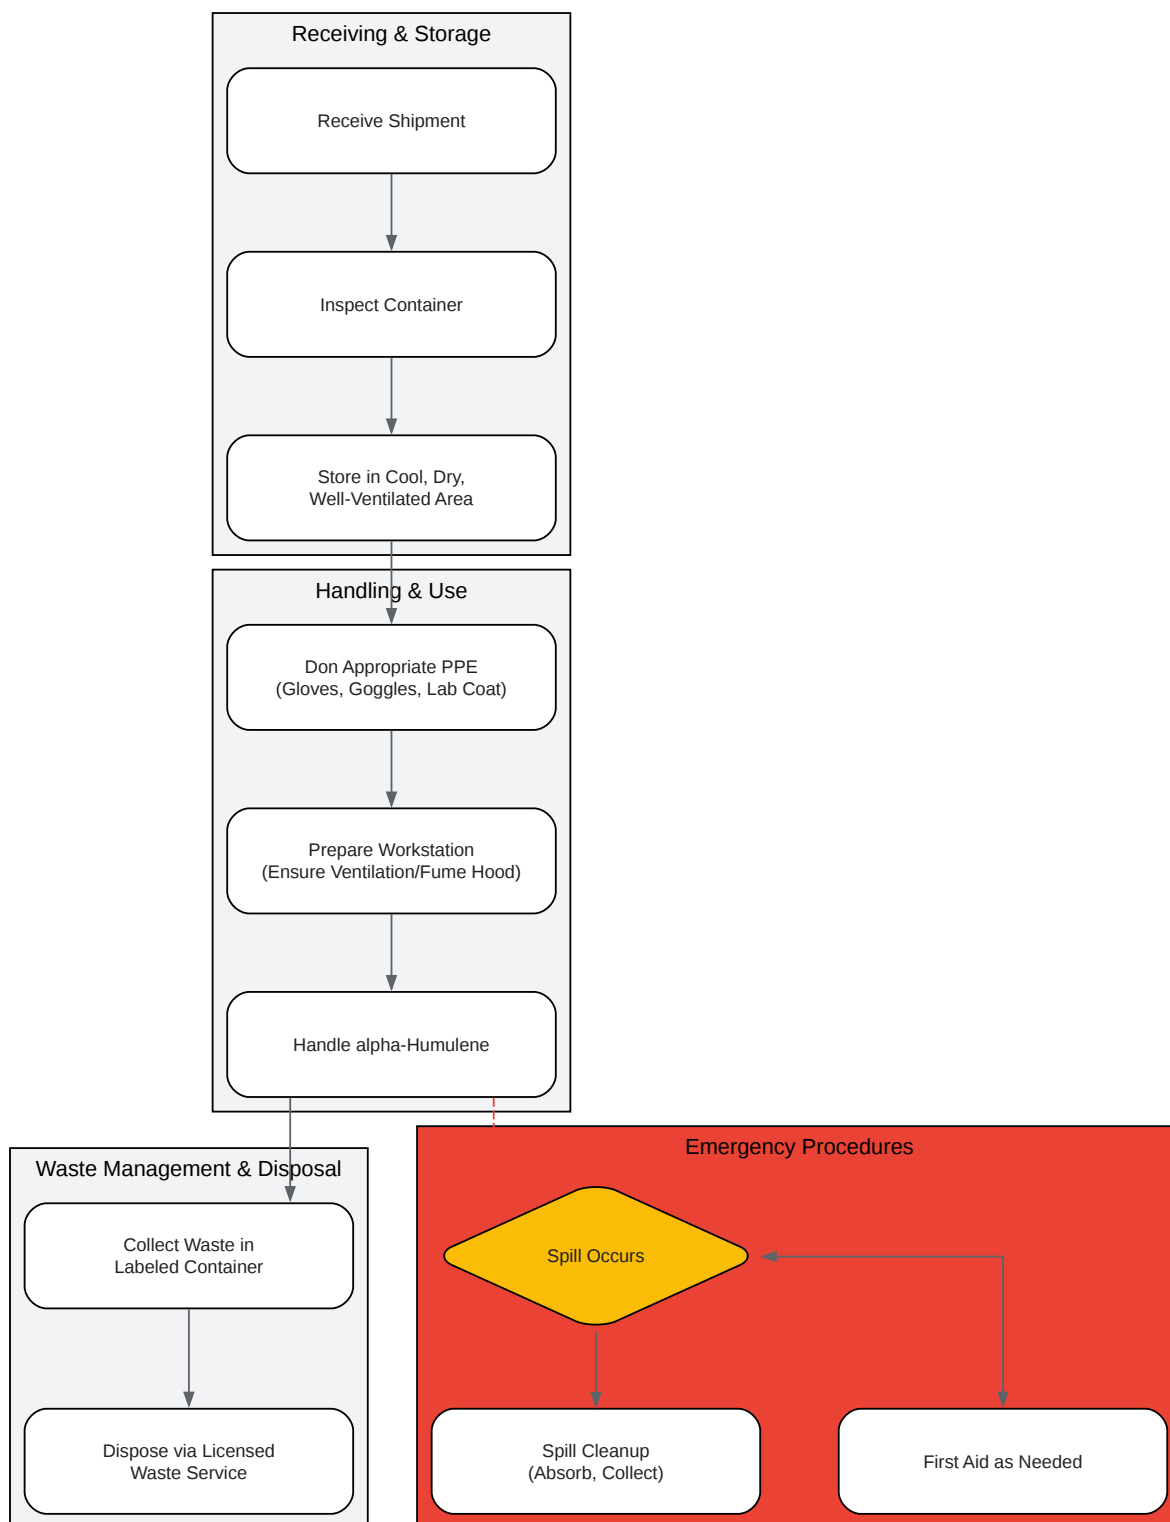 Receiving & Storage
Receive Shipment
Inspect Container
Store in Cool, Dry,
Well-Ventilated Area
Handling & Use
Don Appropriate PPE
(Gloves, Goggles, Lab Coat)
Prepare Workstation
(Ensure Ventilation/Fume Hood)
Handle alpha-Humulene
Waste Management & Disposal
Collect Waste in
Labeled Container
Dispose via Licensed
Waste Service
Emergency Procedures
Spill Occurs
Spill Cleanup
(Absorb, Collect)
First Aid as Needed